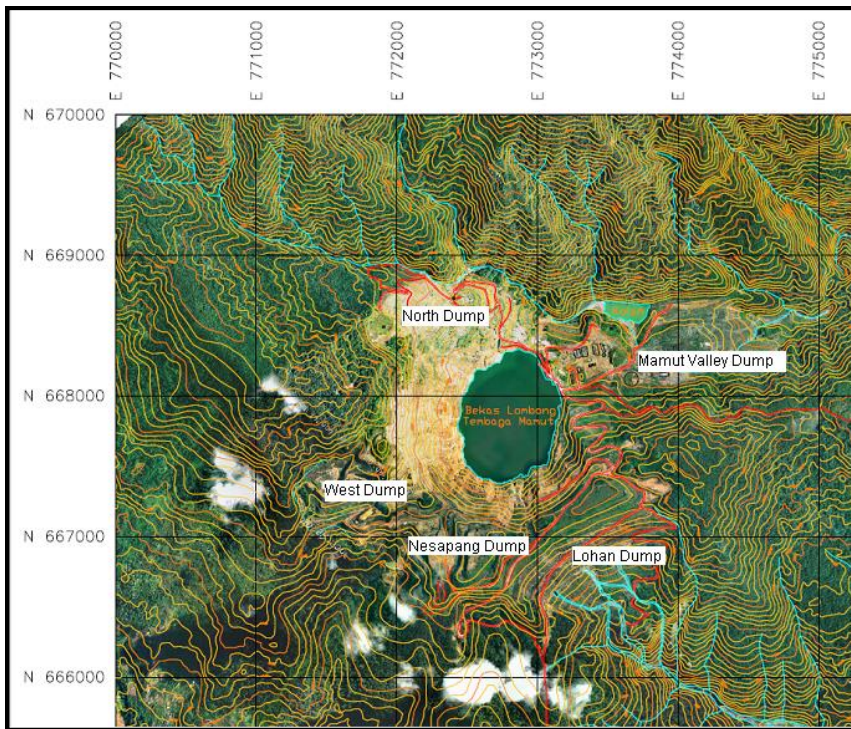 E 770000
E 771000
E 772000
E 773000
E 774000
E 775000
N 670000
N 669000
North Dump
Mamut Valley Dump
N 668000
Bekas Lombong
Tembaga Mamut
West Dump
N 667000
Nesapang Dump
Lohan Dump
N 666000